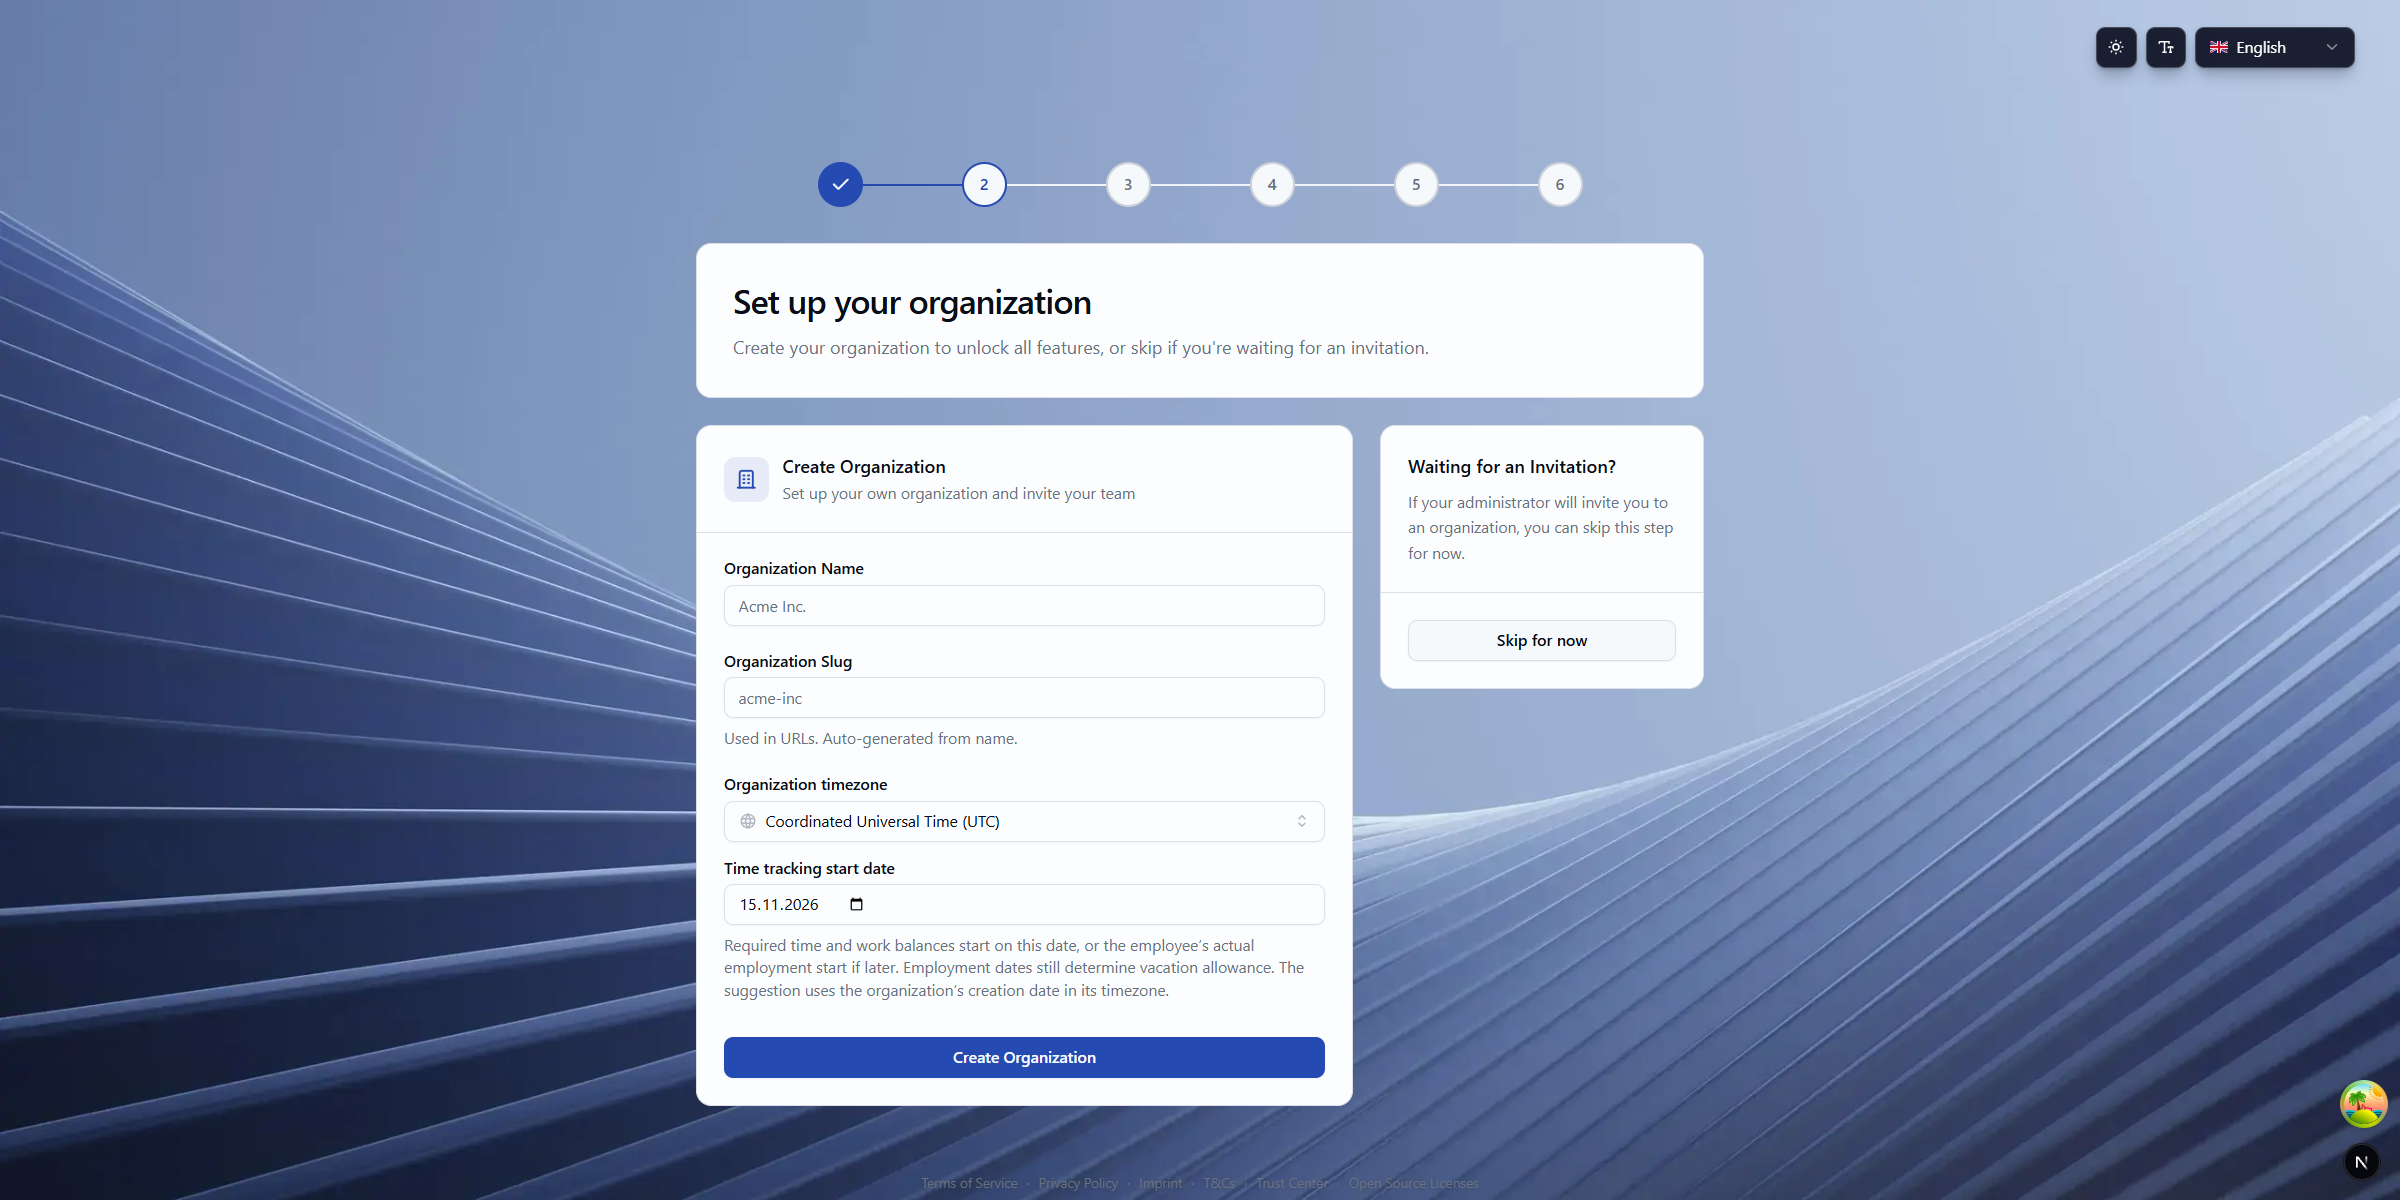 English
2
3
4
5
6
Set up your organization
Create your organization to unlock all features, or skip if you're waiting for an invitation.
Create Organization
Set up your own organization and invite your team
Organization Name
Acme Inc.
Organization Slug
acme-inc
Used in URLs. Auto-generated from name.
Organization timezone
Coordinated Universal Time (UTC)
Time tracking start date
15.11.2026
Required time and work balances start on this date, or the employee’s actual
employment start if later. Employment dates still determine vacation allowance. The
suggestion uses the organization’s creation date in its timezone.
Create Organization
Waiting for an Invitation?
If your administrator will invite you to
an organization, you can skip this step
for now.
Skip for now
Terms of Service · Privacy Policy · Imprint · T&Cs · Trust Center · Open Source Licenses